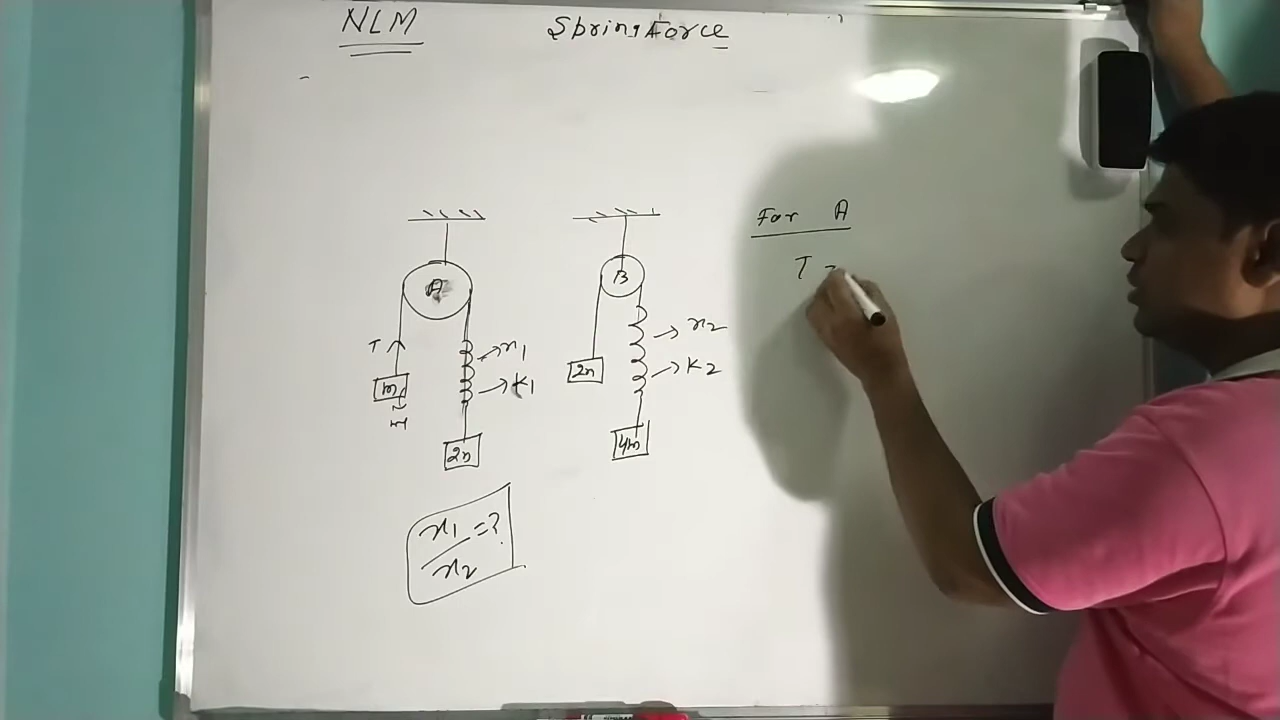 NLM
Spring Force
A
T
m
x1
K1
2m
B
2m
x2
K2
4m
x1
x2
=?
For A
T =